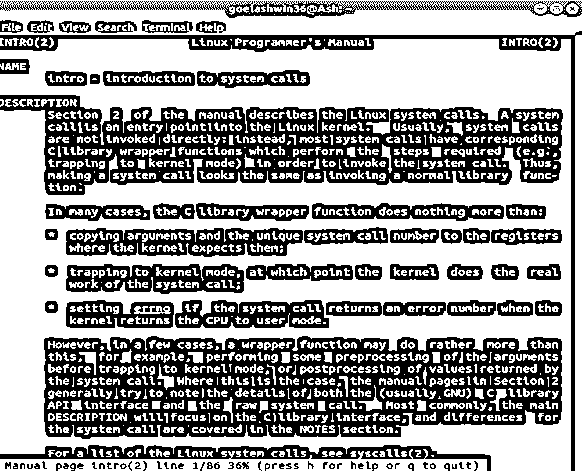 goelashwin36@Ash: ~
File Edit View Search Terminal Help
INTRO(2) Linux Programmer's Manual INTRO(2)
NAME
intro - introduction to system calls
DESCRIPTION
Section 2 of the manual describes the Linux system calls. A system
call is an entry point into the Linux kernel. Usually, system calls
are not invoked directly: instead, most system calls have corresponding
C library wrapper functions which perform the steps required (e.g.,
trapping to kernel mode) in order to invoke the system call. Thus,
making a system call looks the same as invoking a normal library func-
tion.
In many cases, the C library wrapper function does nothing more than:
* copying arguments and the unique system call number to the registers
where the kernel expects them;
* trapping to kernel mode, at which point the kernel does the real
work of the system call;
* setting errno if the system call returns an error number when the
kernel returns the CPU to user mode.
However, in a few cases, a wrapper function may do rather more than
this, for example, performing some preprocessing of the arguments
before trapping to kernel mode, or postprocessing of values returned by
the system call. Where this is the case, the manual pages in Section 2
generally try to note the details of both the (usually GNU) C library
API interface and the raw system call. Most commonly, the main
DESCRIPTION will focus on the C library interface, and differences for
the system call are covered in the NOTES section.
For a list of the Linux system calls, see syscalls(2).
Manual page intro(2) line 1/86 36% (press h for help or q to quit)